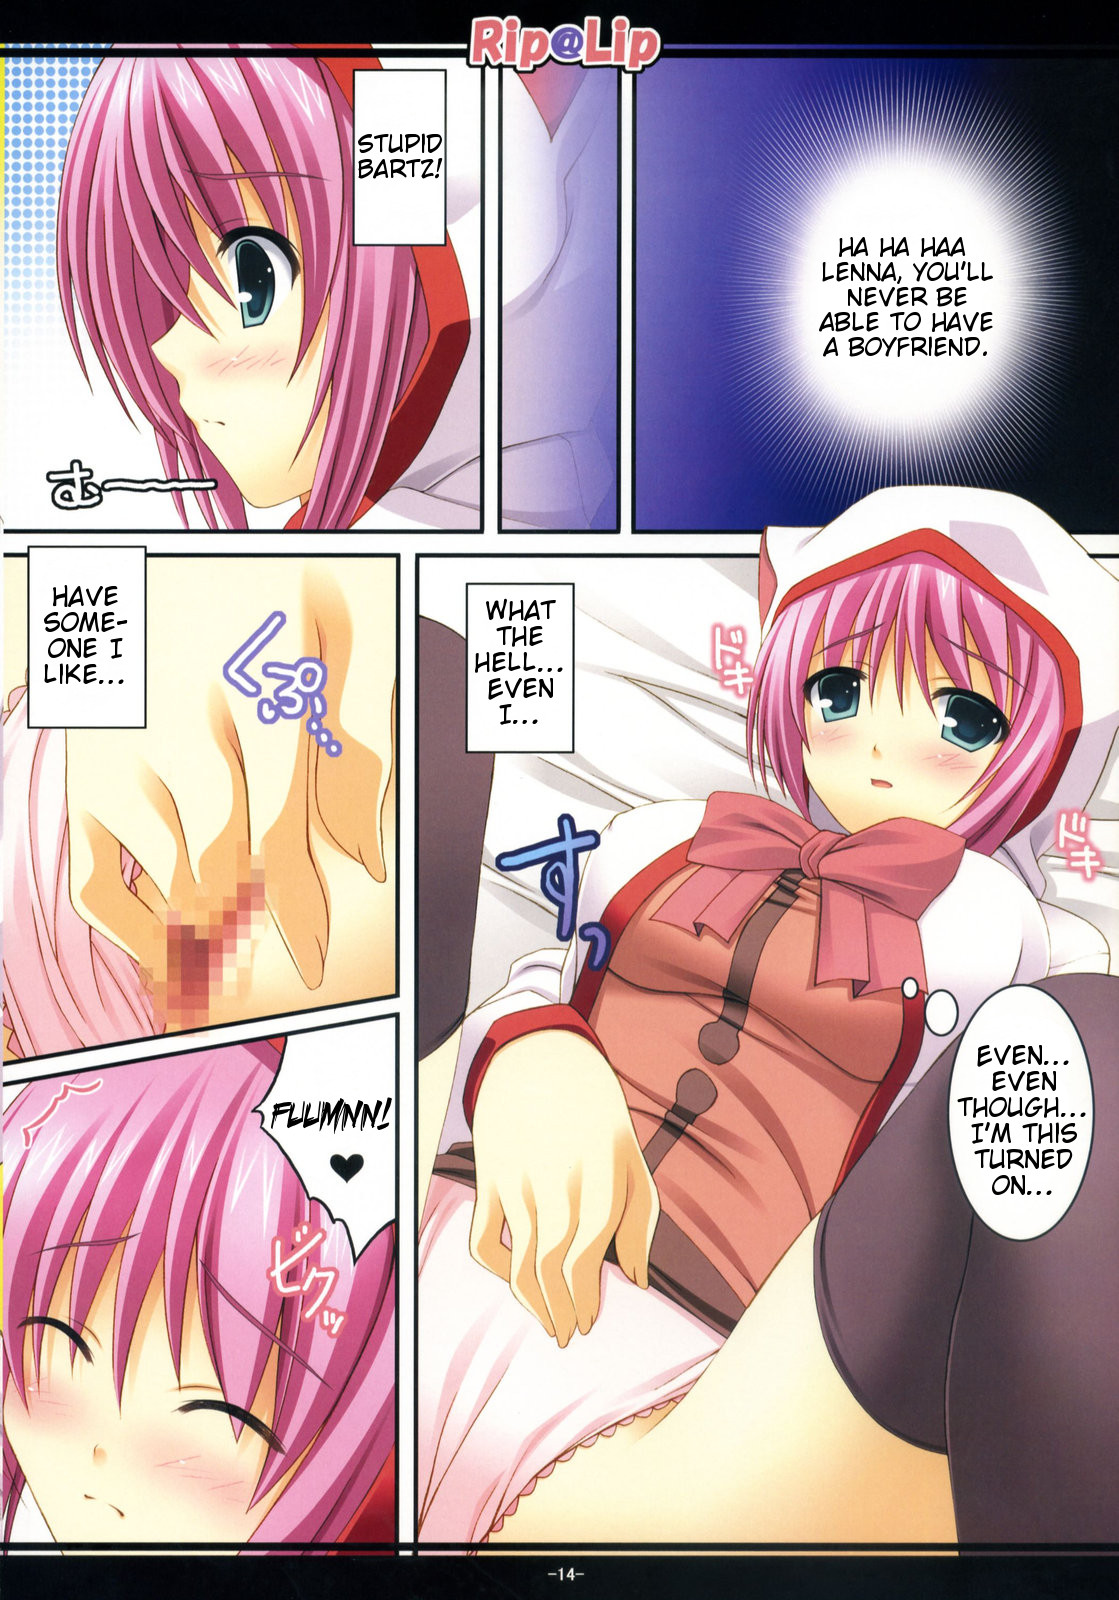 Rip@Lip
HA HA HAA
LENNA, YOU'LL
NEVER BE
ABLE TO HAVE
A BOYFRIEND.
STUPID
BARTZ!
む〜
WHAT
THE
HELL...
EVEN
I...
ドキ
ドキ
すっ
EVEN...
EVEN
THOUGH...
I'M THIS
TURNED
ON...
HAVE
SOME-
ONE I
LIKE...
くぷ...
FUUMNN!
♥
ビクッ
-14-